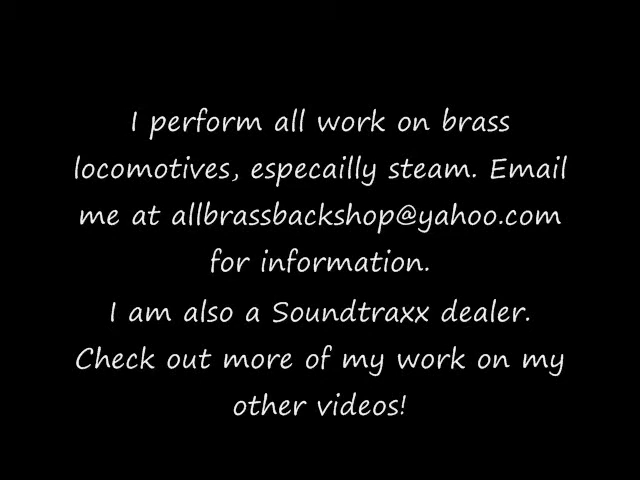 I perform all work on brass
locomotives, especailly steam. Email
me at allbrassbackshop@yahoo.com
for information.
I am also a Soundtraxx dealer.
Check out more of my work on my
other videos!